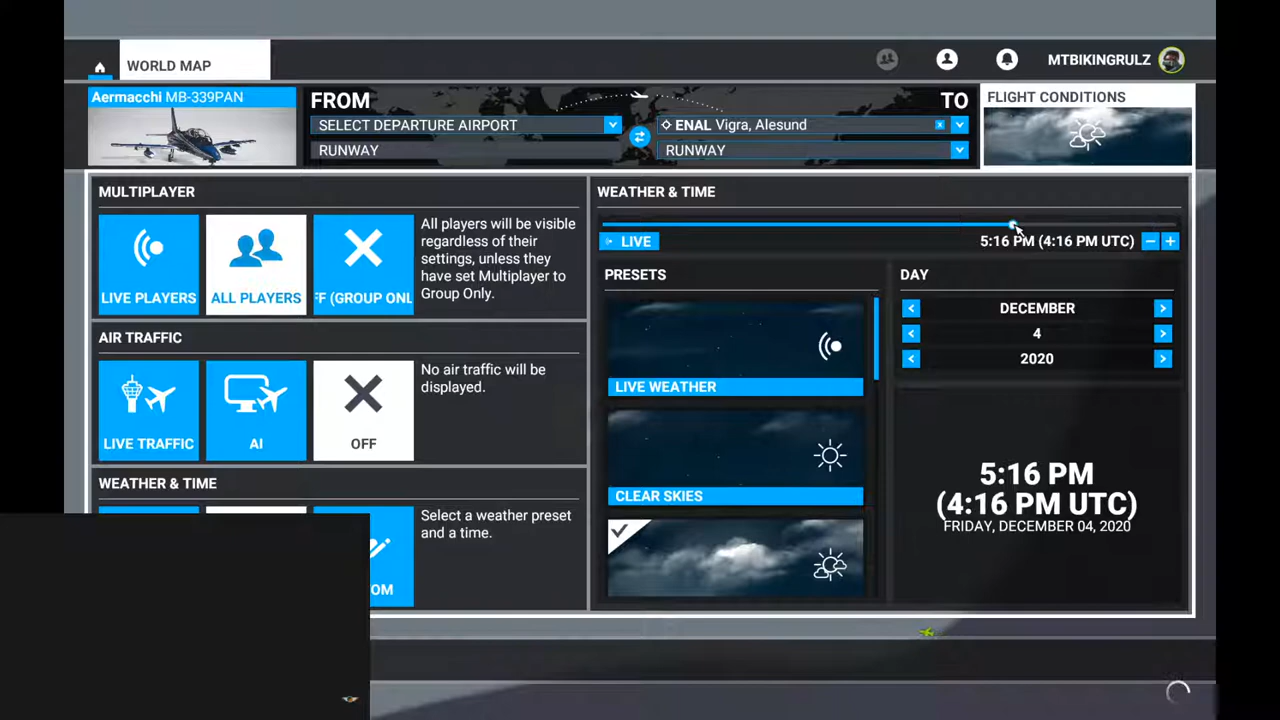 WORLD MAP
MTBIKINGRULZ
Aermacchi MB-339PAN
FROM
TO
SELECT DEPARTURE AIRPORT
ENAL Vigra, Alesund
RUNWAY
RUNWAY
FLIGHT CONDITIONS
MULTIPLAYER
LIVE PLAYERS
ALL PLAYERS
FF (GROUP ONL
All players will be visible
regardless of their
settings, unless they
have set Multiplayer to
Group Only.
AIR TRAFFIC
LIVE TRAFFIC
AI
OFF
No air traffic will be
displayed.
WEATHER & TIME
OM
Select a weather preset
and a time.
WEATHER & TIME
LIVE
5:16 PM (4:16 PM UTC)
PRESETS
LIVE WEATHER
CLEAR SKIES
DAY
DECEMBER
4
2020
5:16 PM
(4:16 PM UTC)
FRIDAY, DECEMBER 04, 2020